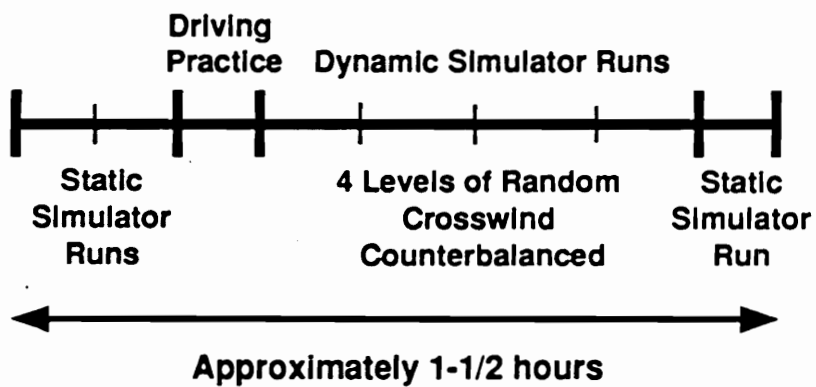 Driving
Practice
Dynamic Simulator Runs
Static
Simulator
Runs
4 Levels of Random
Crosswind
Counterbalanced
Static
Simulator
Run
Approximately 1-1/2 hours